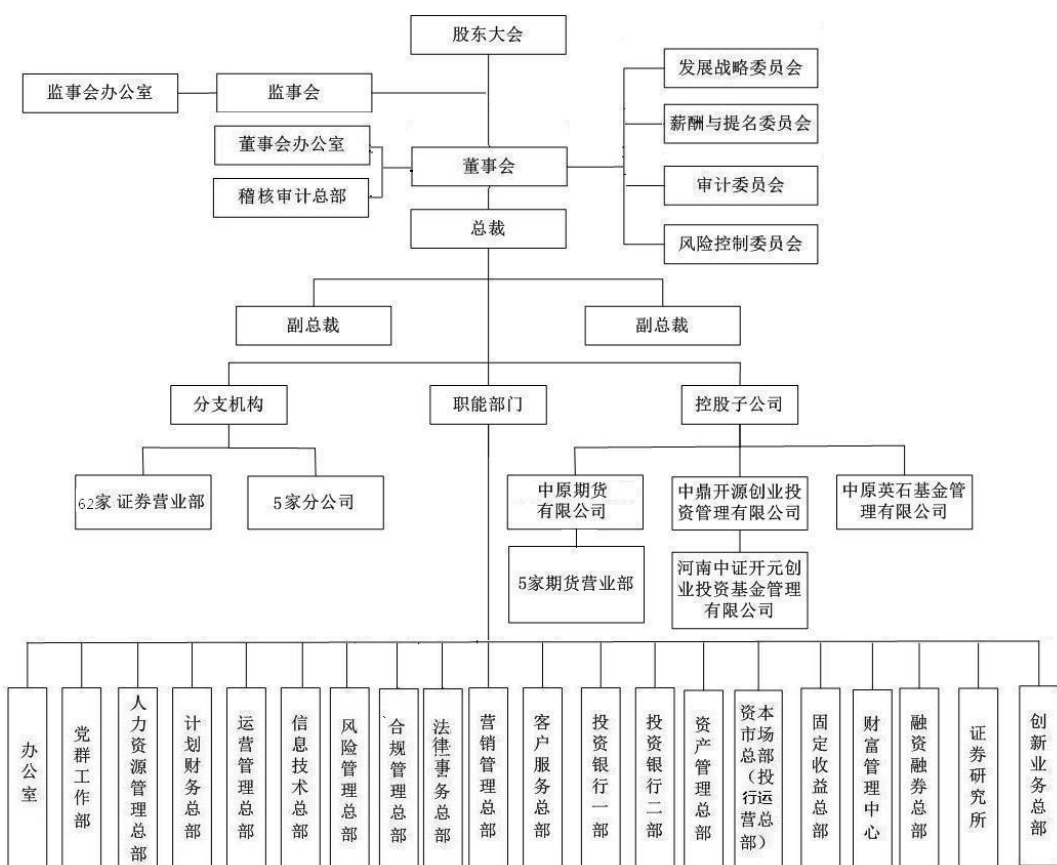 股东大会
发展战略委员会
监事会办公室
监事会
薪酬与提名委员会
董事会办公室
董事会
审计委员会
稽核审计总部
总裁
风险控制委员会
副总裁
副总裁
分支机构
职能部门
控股子公司
62家 证券营业部
5家分公司
中原期货
有限公司
中鼎开源创业投
资管理有限公司
中原英石基金管
理有限公司
5家期货营业部
河南中证开元创
业投资基金管理
有限公司
办公室
党群工作部
人力资源管理总部
计划财务总部
运营管理总部
信息技术总部
风险管理总部
合规管理总部
法律事务总部
营销管理总部
客户服务总部
投资银行一部
投资银行二部
资产管理总部
资本市场总部（投行运营总部）
固定收益总部
财富管理中心
融资融券总部
证券研究所
创新业务总部